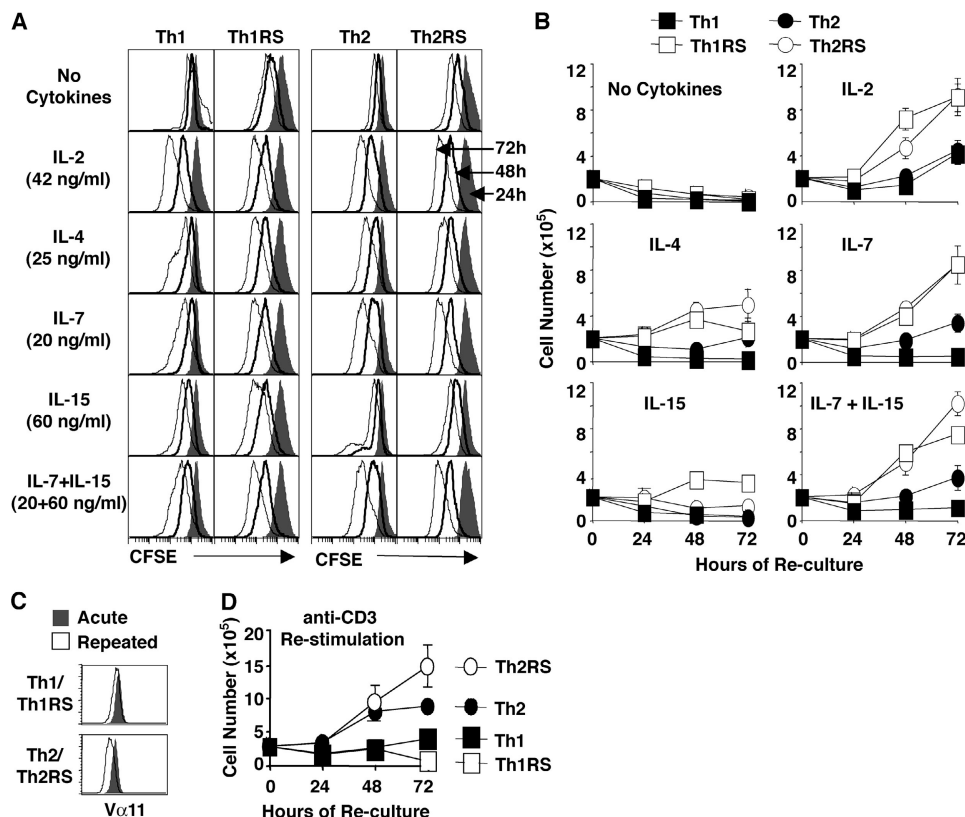 A
Th1 Th1RS Th2 Th2RS
No
Cytokines
IL-2
(42 ng/ml)
72h
48h
24h
IL-4
(25 ng/ml)
IL-7
(20 ng/ml)
IL-15
(60 ng/ml)
IL-7+IL-15
(20+60 ng/ml)
CFSE CFSE
B
Th1 Th2
Th1RS Th2RS
No Cytokines IL-2
12 12
8 8
4 4
0 0
IL-4 IL-7
12 12
8 8
4 4
0 0
IL-15 IL-7 + IL-15
12 12
8 8
4 4
0 0
0 24 48 72 0 24 48 72
Cell Number (x10⁵)
Hours of Re-culture
C
Acute
Repeated
Th1/
Th1RS
Th2/
Th2RS
Vα11
D
anti-CD3
Re-stimulation
Cell Number (x10⁵)
20
15
10
5
0
0 24 48 72
Hours of Re-culture
Th2RS
Th2
Th1
Th1RS